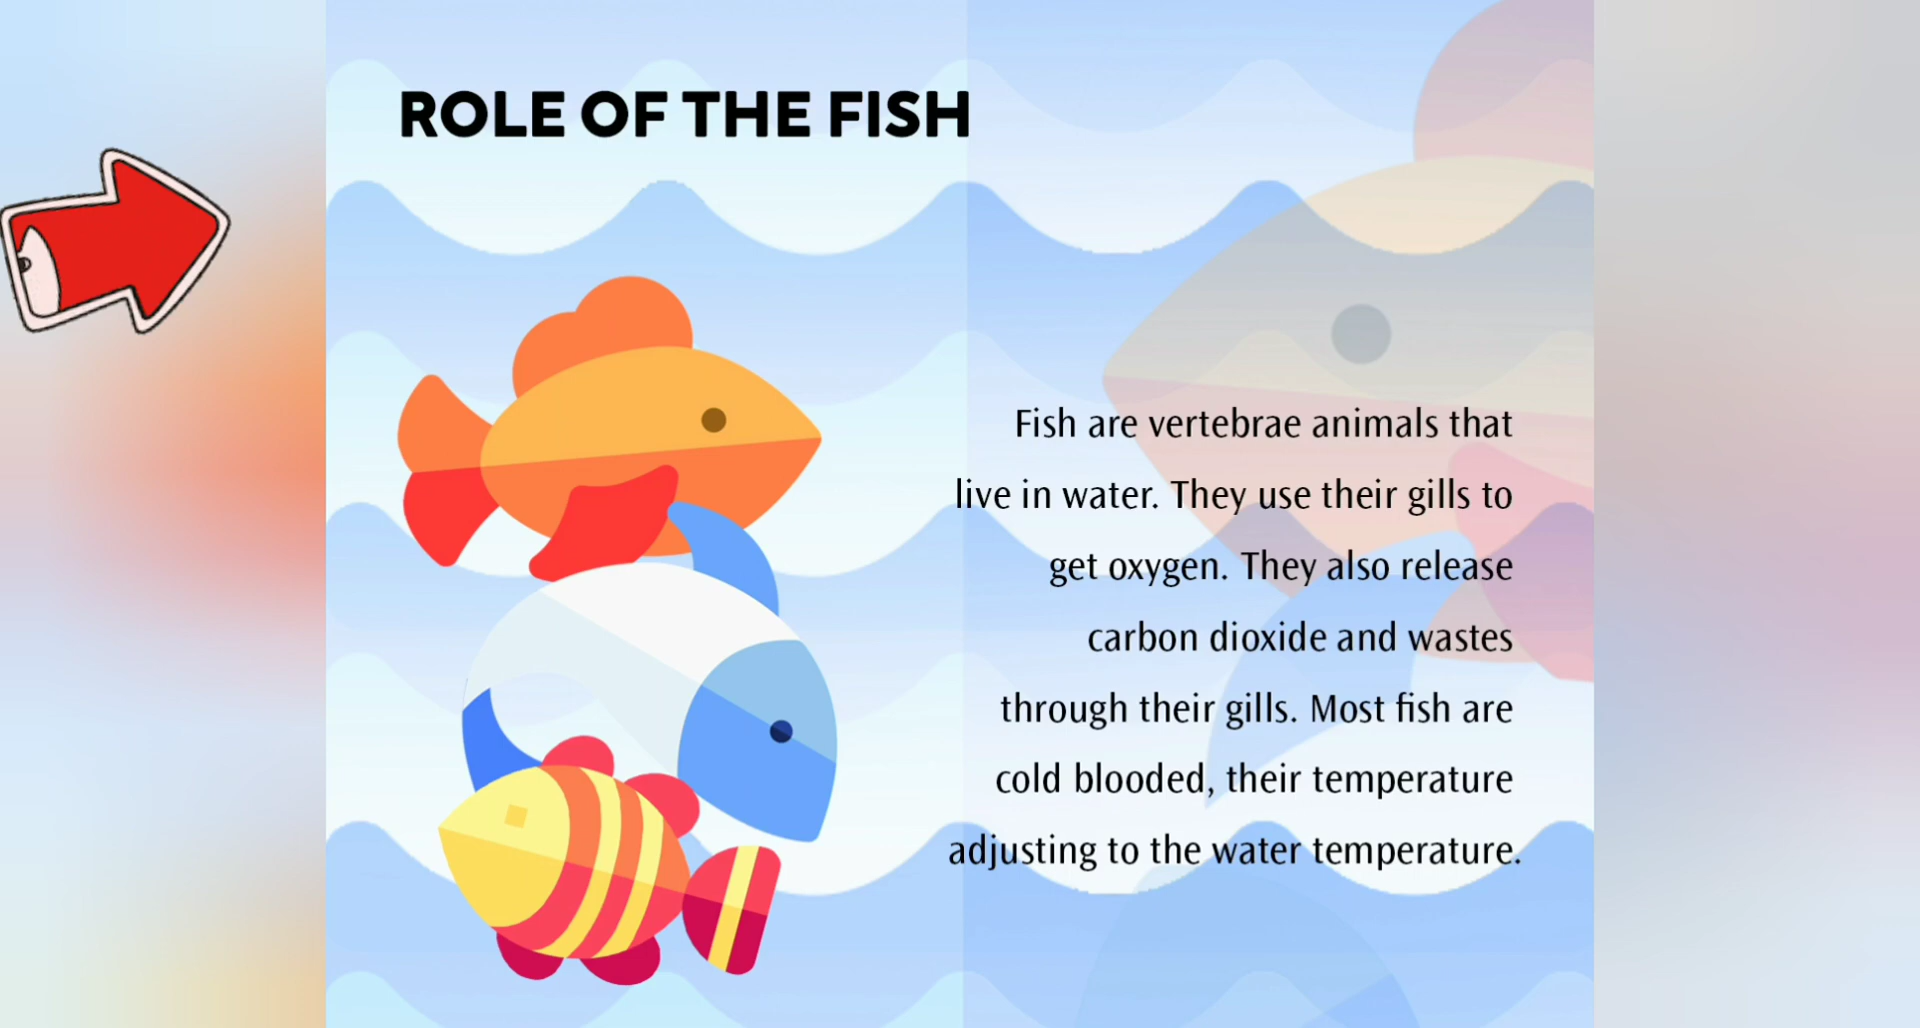 ROLE OF THE FISH
Fish are vertebrae animals that
live in water. They use their gills to
get oxygen. They also release
carbon dioxide and wastes
through their gills. Most fish are
cold blooded, their temperature
adjusting to the water temperature.